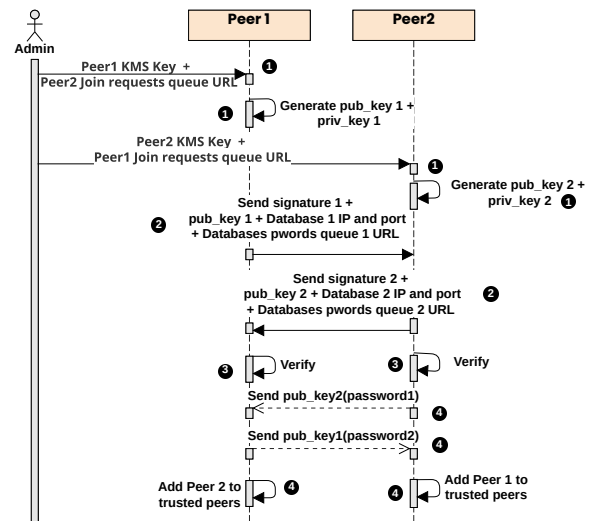 Peer 1
Peer2
Admin
Peer1 KMS Key +
Peer2 Join requests queue URL
1
1
Generate pub_key 1 +
priv_key 1
Peer2 KMS Key +
Peer1 Join requests queue URL
1
Generate pub_key 2 +
priv_key 2 1
Send signature 1 +
2
pub_key 1 + Database 1 IP and port
+ Databases pwords queue 1 URL
Send signature 2 +
pub_key 2 + Database 2 IP and port
2
+ Databases pwords queue 2 URL
3
Verify
3
Verify
Send pub_key2(password1)
4
Send pub_key1(password2)
4
Add Peer 2 to
trusted peers
4
4
Add Peer 1 to
trusted peers